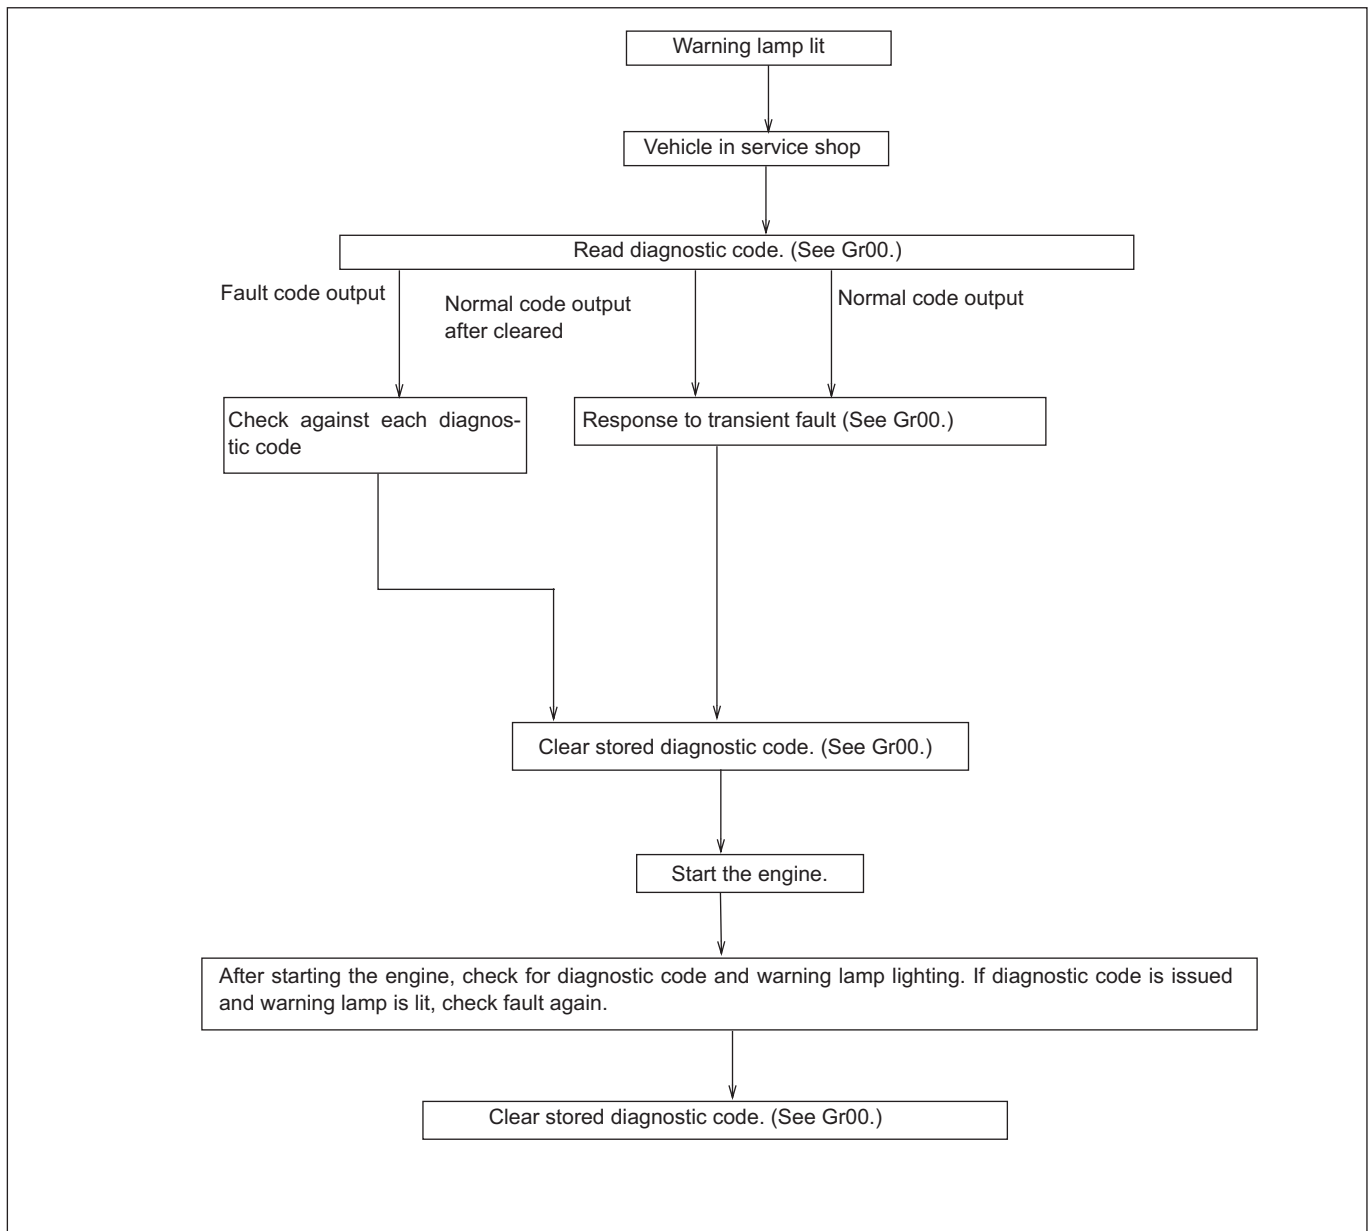 Warning lamp lit
Vehicle in service shop
Read diagnostic code. (See Gr00.)
Fault code output
Normal code output
after cleared
Normal code output
Check against each diagnos-
tic code
Response to transient fault (See Gr00.)
Clear stored diagnostic code. (See Gr00.)
Start the engine.
After starting the engine, check for diagnostic code and warning lamp lighting. If diagnostic code is issued
and warning lamp is lit, check fault again.
Clear stored diagnostic code. (See Gr00.)